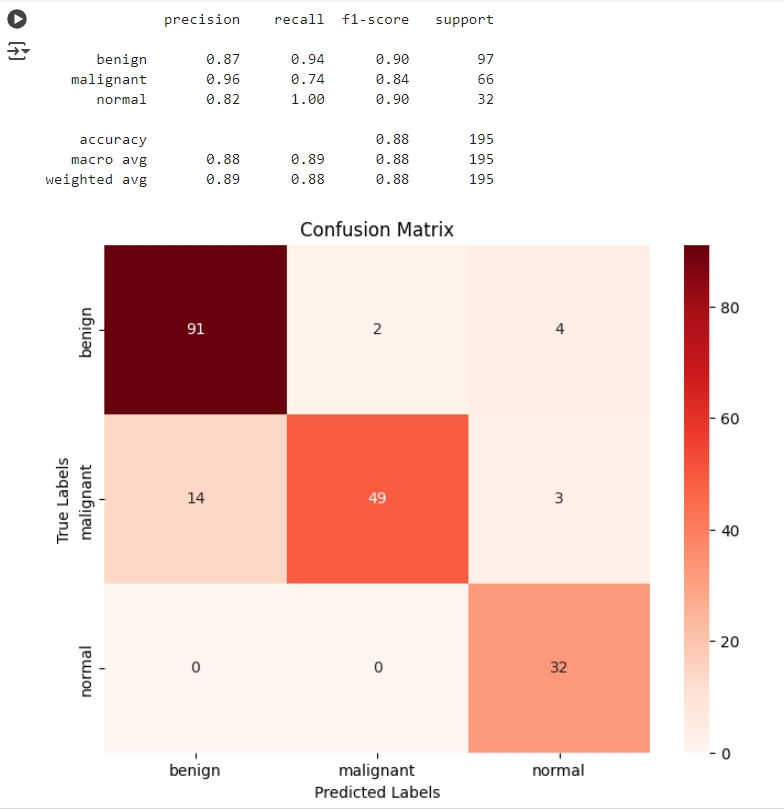 precision recall f1-score support
benign 0.87 0.94 0.90 97
malignant 0.96 0.74 0.84 66
normal 0.82 1.00 0.90 32
accuracy 0.88 195
macro avg 0.88 0.89 0.88 195
weighted avg 0.89 0.88 0.88 195
Confusion Matrix
benign 91 2 4
True Labels
malignant 14 49 3
normal 0 0 32
benign malignant normal
Predicted Labels
80
60
40
20
0